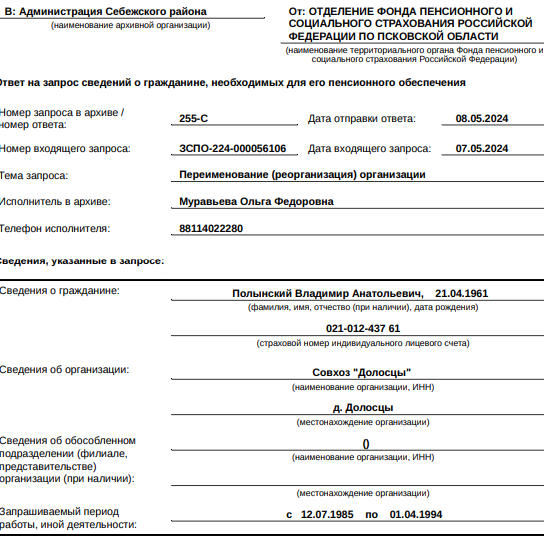 В: Администрация Себежского района
(наименование архивной организации)
От: ОТДЕЛЕНИЕ ФОНДА ПЕНСИОННОГО И
СОЦИАЛЬНОГО СТРАХОВАНИЯ РОССИЙСКОЙ
ФЕДЕРАЦИИ ПО ПСКОВСКОЙ ОБЛАСТИ
(наименование территориального органа Фонда пенсионного и
социального страхования Российской Федерации)
Ответ на запрос сведений о гражданине, необходимых для его пенсионного обеспечения
Номер запроса в архиве /
номер ответа:
255-С
Дата отправки ответа:
08.05.2024
Номер входящего запроса:
ЗСПО-224-000056106
Дата входящего запроса:
07.05.2024
Тема запроса:
Переименование (реорганизация) организации
Исполнитель в архиве:
Муравьева Ольга Федоровна
Телефон исполнителя:
88114022280
Сведения, указанные в запросе:
Сведения о гражданине:
Полынский Владимир Анатольевич, 21.04.1961
(фамилия, имя, отчество (при наличии), дата рождения)
021-012-437 61
(страховой номер индивидуального лицевого счета)
Сведения об организации:
Совхоз "Долосцы"
(наименование организации, ИНН)
д. Долосцы
(местонахождение организации)
Сведения об обособленном
подразделении (филиале,
представительстве)
организации (при наличии):
()
(наименование организации, ИНН)
(местонахождение организации)
Запрашиваемый период
работы, иной деятельности:
с 12.07.1985 по 01.04.1994